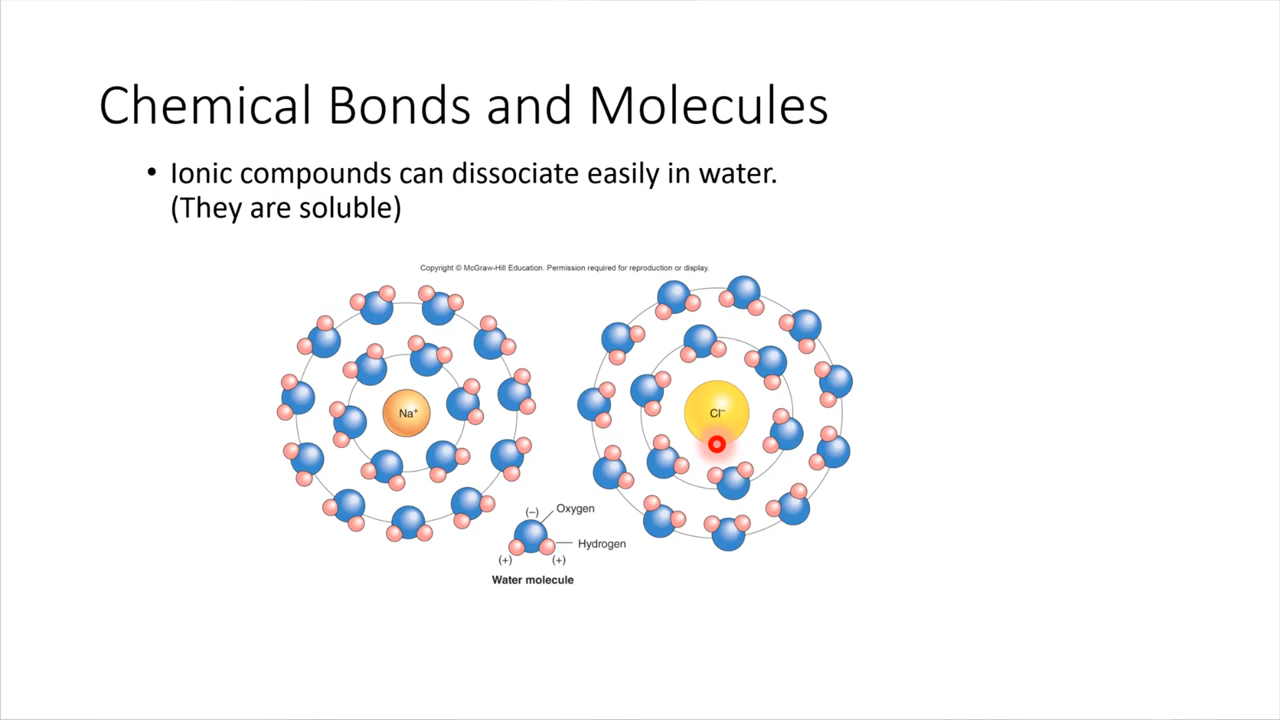 Chemical Bonds and Molecules
• Ionic compounds can dissociate easily in water.
(They are soluble)
Copyright © McGraw-Hill Education. Permission required for reproduction or display.
Na⁺
Cl⁻
(–)
Oxygen
Hydrogen
(+)
(+)
Water molecule